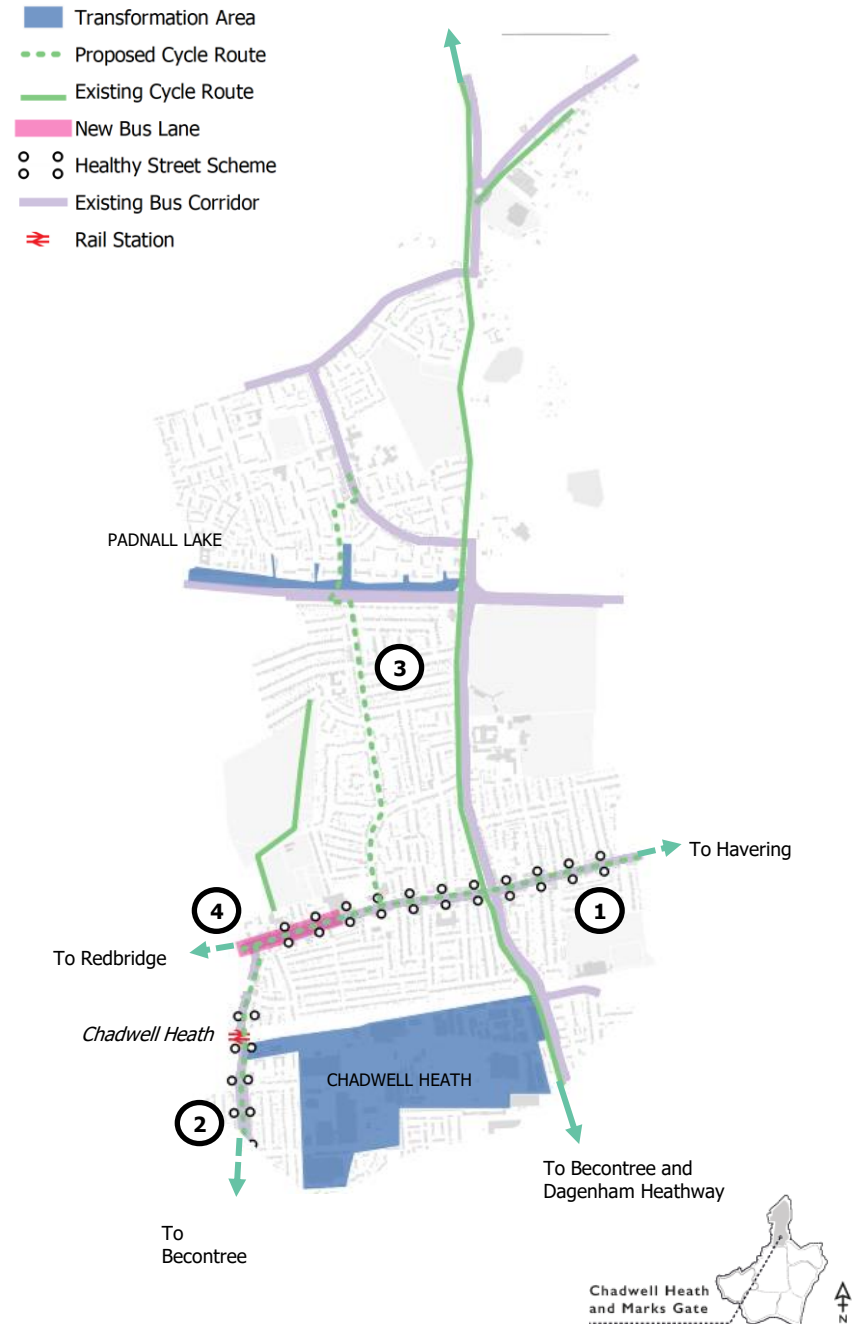 Transformation Area
Proposed Cycle Route
Existing Cycle Route
New Bus Lane
Healthy Street Scheme
Existing Bus Corridor
Rail Station
PADNALL LAKE
3
To Havering
4
1
To Redbridge
Chadwell Heath
CHADWELL HEATH
2
To Becontree and
Dagenham Heathway
To
Becontree
Chadwell Heath
and Marks Gate
N